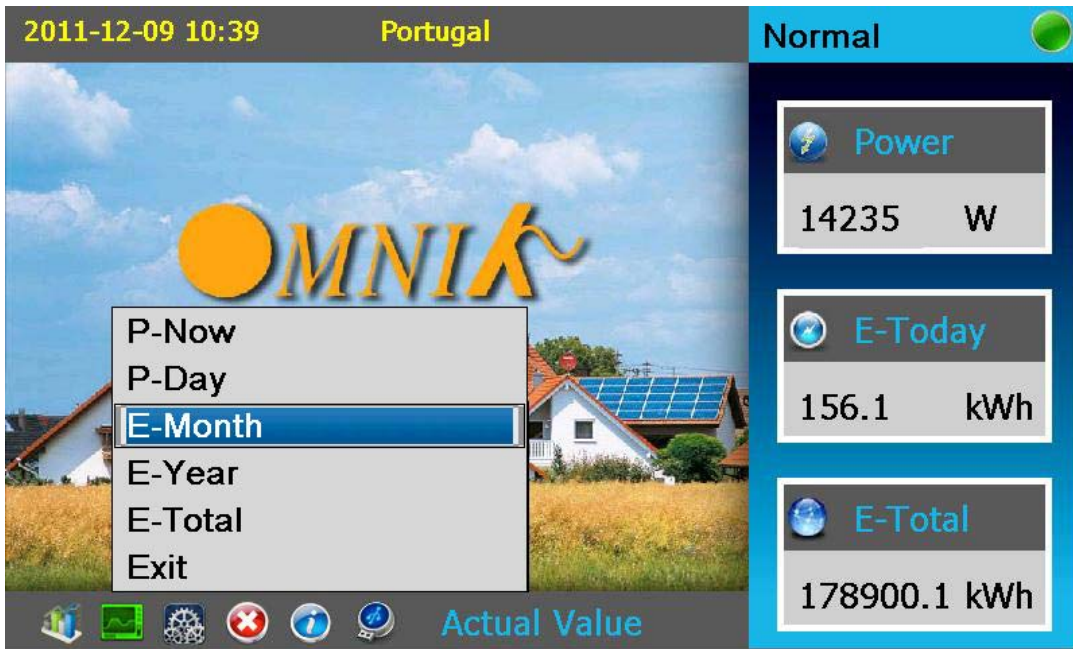 2011-12-09 10:39 Portugal
Normal
OMNIK
Power
14235 W
E-Today
156.1 kWh
E-Total
178900.1 kWh
P-Now
P-Day
E-Month
E-Year
E-Total
Exit
Actual Value